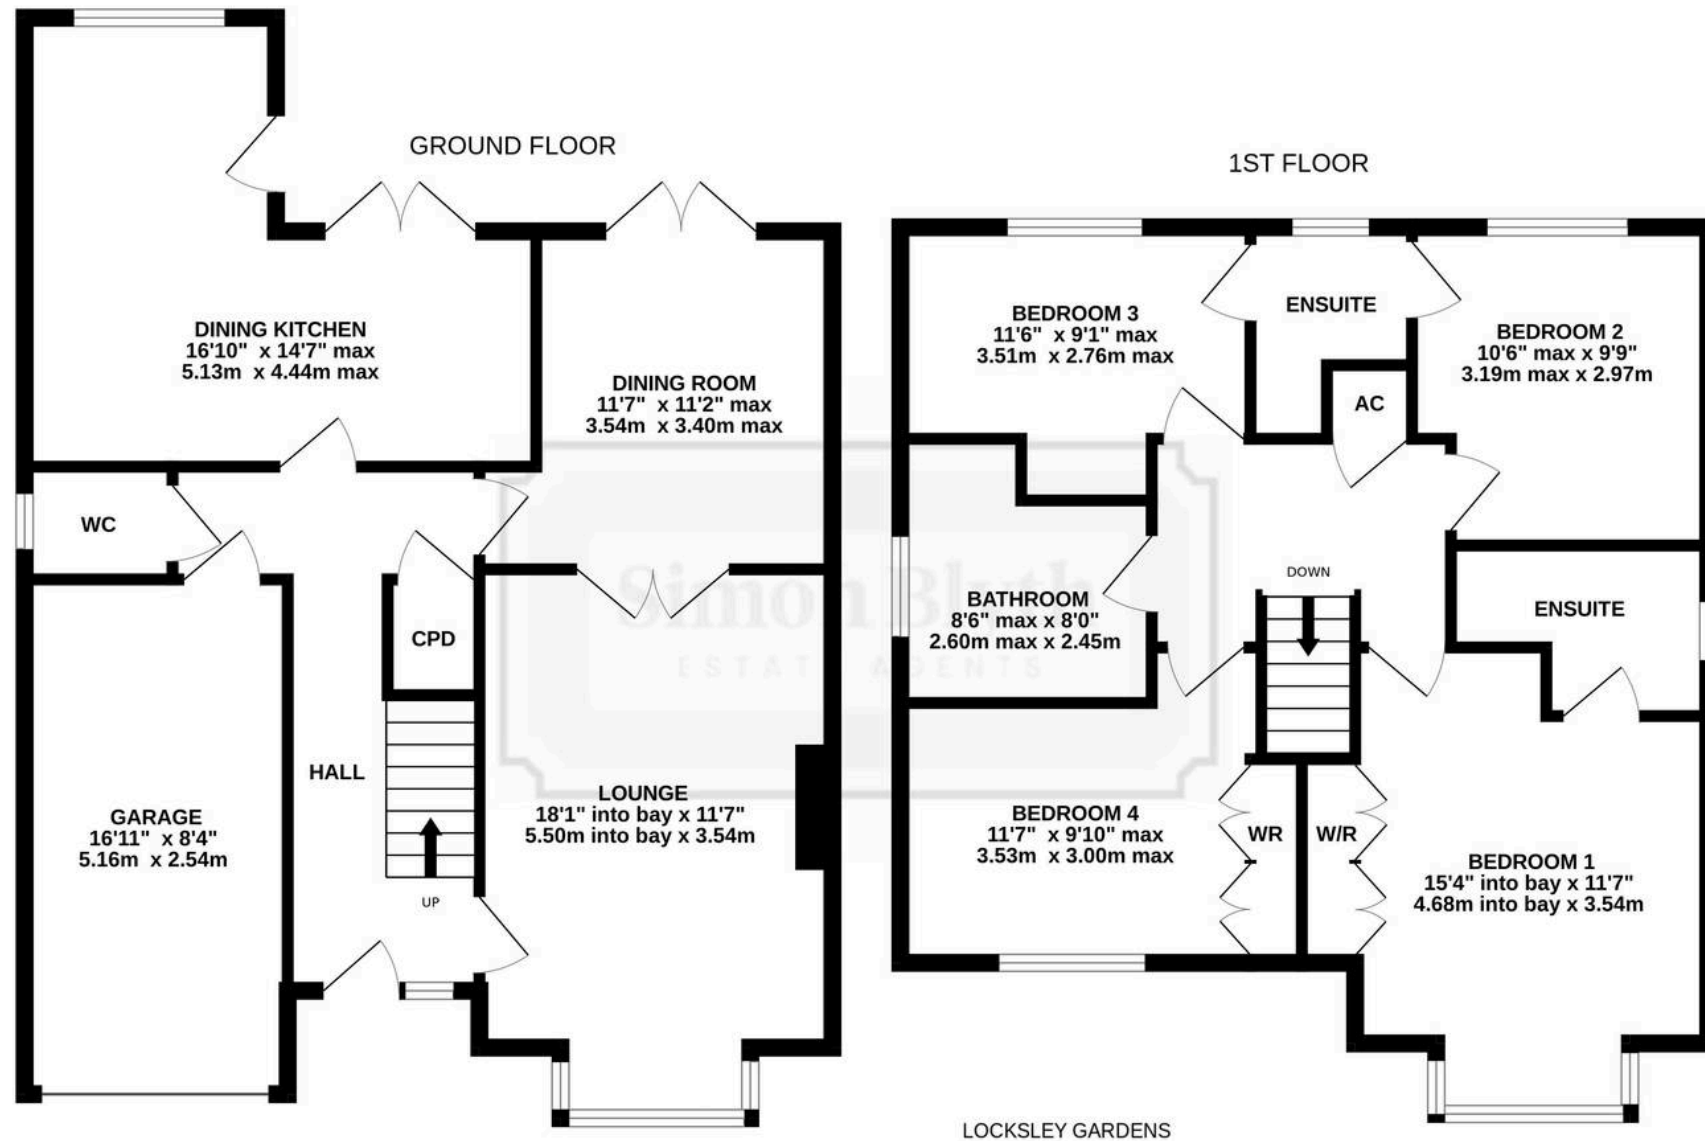 GROUND FLOOR
DINING KITCHEN
16'10" x 14'7" max
5.13m x 4.44m max
DINING ROOM
11'7" x 11'2" max
3.54m x 3.40m max
WC
CPD
HALL
UP
GARAGE
16'11" x 8'4"
5.16m x 2.54m
LOUNGE
18'1" into bay x 11'7"
5.50m into bay x 3.54m
1ST FLOOR
BEDROOM 3
11'6" x 9'1" max
3.51m x 2.76m max
ENSUITE
BEDROOM 2
10'6" max x 9'9"
3.19m max x 2.97m
AC
DOWN
BATHROOM
8'6" max x 8'0"
2.60m max x 2.45m
ENSUITE
BEDROOM 4
11'7" x 9'10" max
3.53m x 3.00m max
WR
W/R
BEDROOM 1
15'4" into bay x 11'7"
4.68m into bay x 3.54m
Simon Blyth
ESTATE AGENTS
LOCKSLEY GARDENS